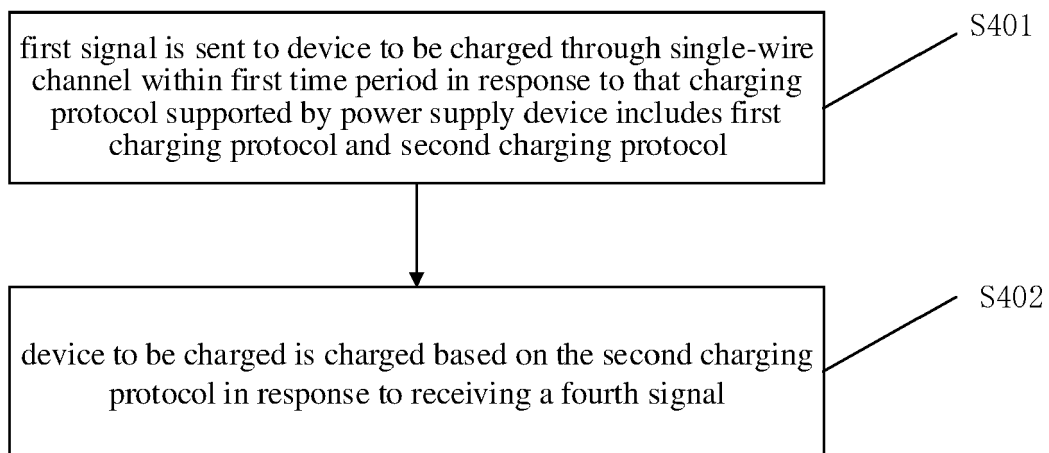 first signal is sent to device to be charged through single-wire
channel within first time period in response to that charging
protocol supported by power supply device includes first
charging protocol and second charging protocol
S401
device to be charged is charged based on the second charging
protocol in response to receiving a fourth signal
S402